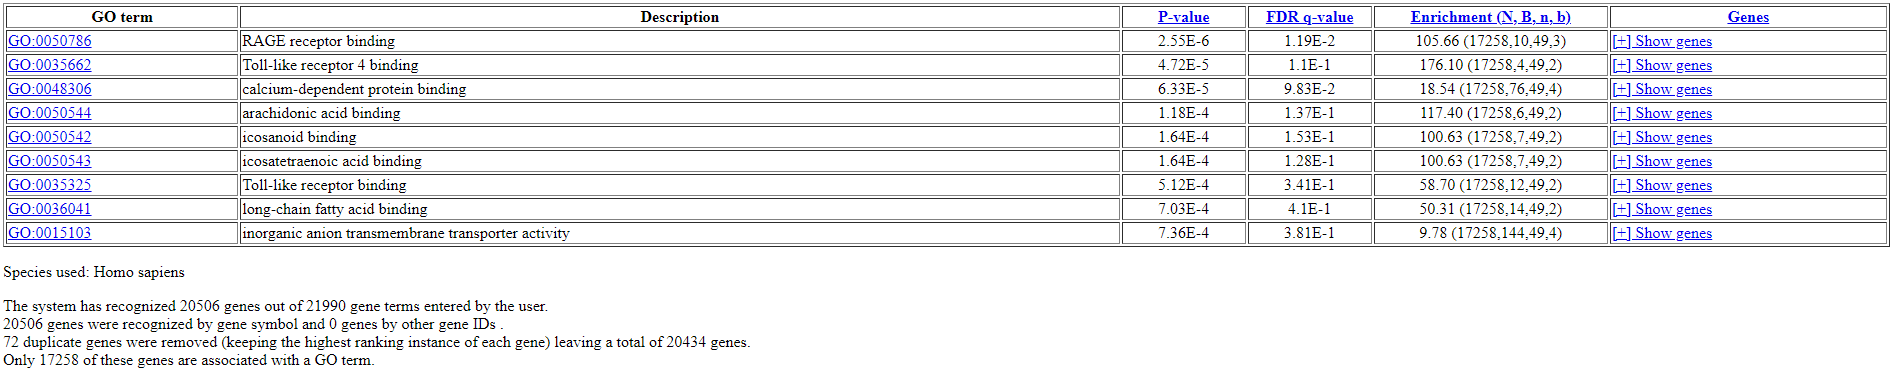 GO term Description P-value FDR q-value Enrichment (N, B, n, b) Genes
GO:0050786 RAGE receptor binding 2.55E-6 1.19E-2 105.66 (17258,10,49,3) [+] Show genes
GO:0035662 Toll-like receptor 4 binding 4.72E-5 1.1E-1 176.10 (17258,4,49,2) [+] Show genes
GO:0048306 calcium-dependent protein binding 6.33E-5 9.83E-2 18.54 (17258,76,49,4) [+] Show genes
GO:0050544 arachidonic acid binding 1.18E-4 1.37E-1 117.40 (17258,6,49,2) [+] Show genes
GO:0050542 icosanoid binding 1.64E-4 1.53E-1 100.63 (17258,7,49,2) [+] Show genes
GO:0050543 icosatetraenoic acid binding 1.64E-4 1.28E-1 100.63 (17258,7,49,2) [+] Show genes
GO:0035325 Toll-like receptor binding 5.12E-4 3.41E-1 58.70 (17258,12,49,2) [+] Show genes
GO:0036041 long-chain fatty acid binding 7.03E-4 4.1E-1 50.31 (17258,14,49,2) [+] Show genes
GO:0015103 inorganic anion transmembrane transporter activity 7.36E-4 3.81E-1 9.78 (17258,144,49,4) [+] Show genes
Species used: Homo sapiens
The system has recognized 20506 genes out of 21990 gene terms entered by the user.
20506 genes were recognized by gene symbol and 0 genes by other gene IDs .
72 duplicate genes were removed (keeping the highest ranking instance of each gene) leaving a total of 20434 genes.
Only 17258 of these genes are associated with a GO term.